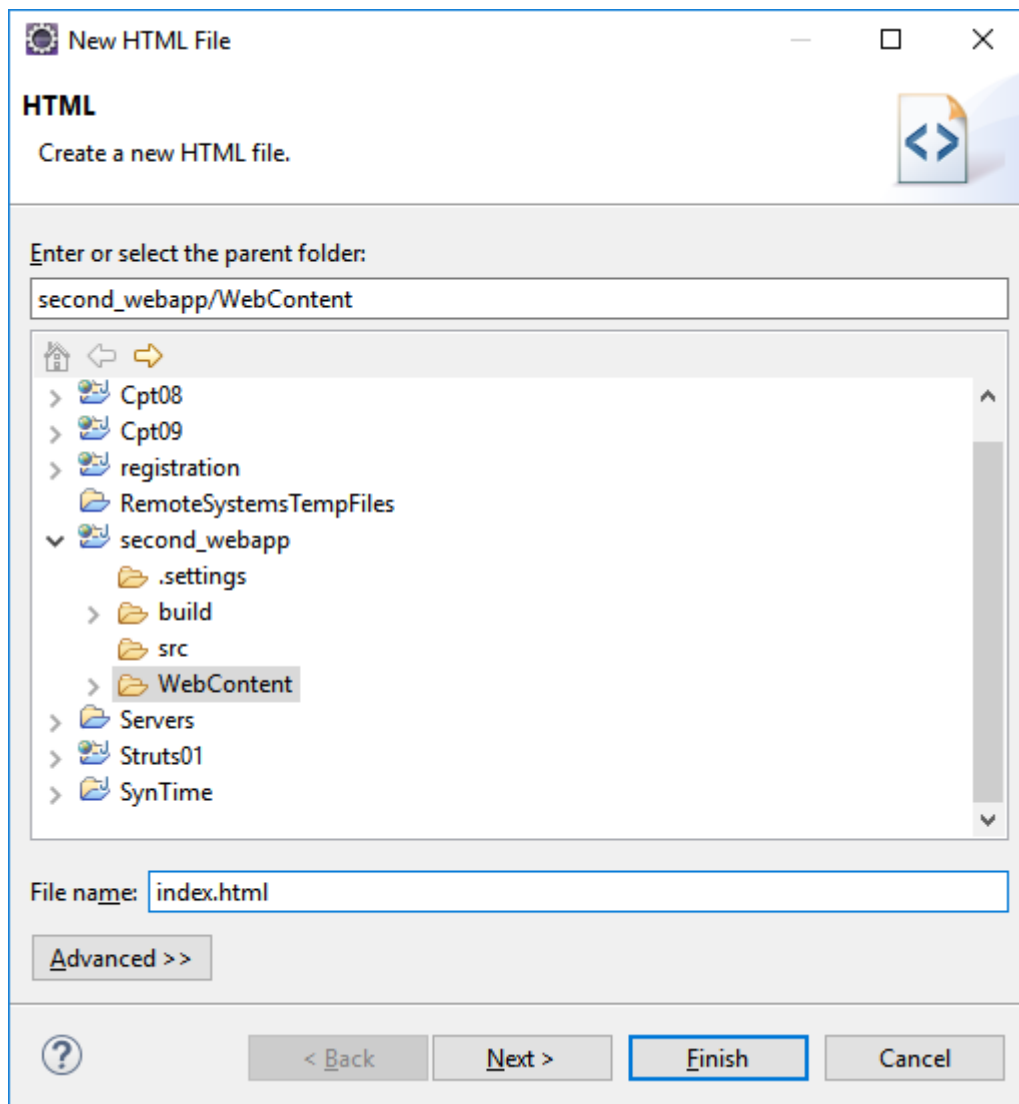 New HTML File
HTML
Create a new HTML file.
Enter or select the parent folder:
second_webapp/WebContent
Cpt08
Cpt09
registration
RemoteSystemsTempFiles
second_webapp
.settings
build
src
WebContent
Servers
Struts01
SynTime
File name: index.html
Advanced >>
? < Back Next > Finish Cancel